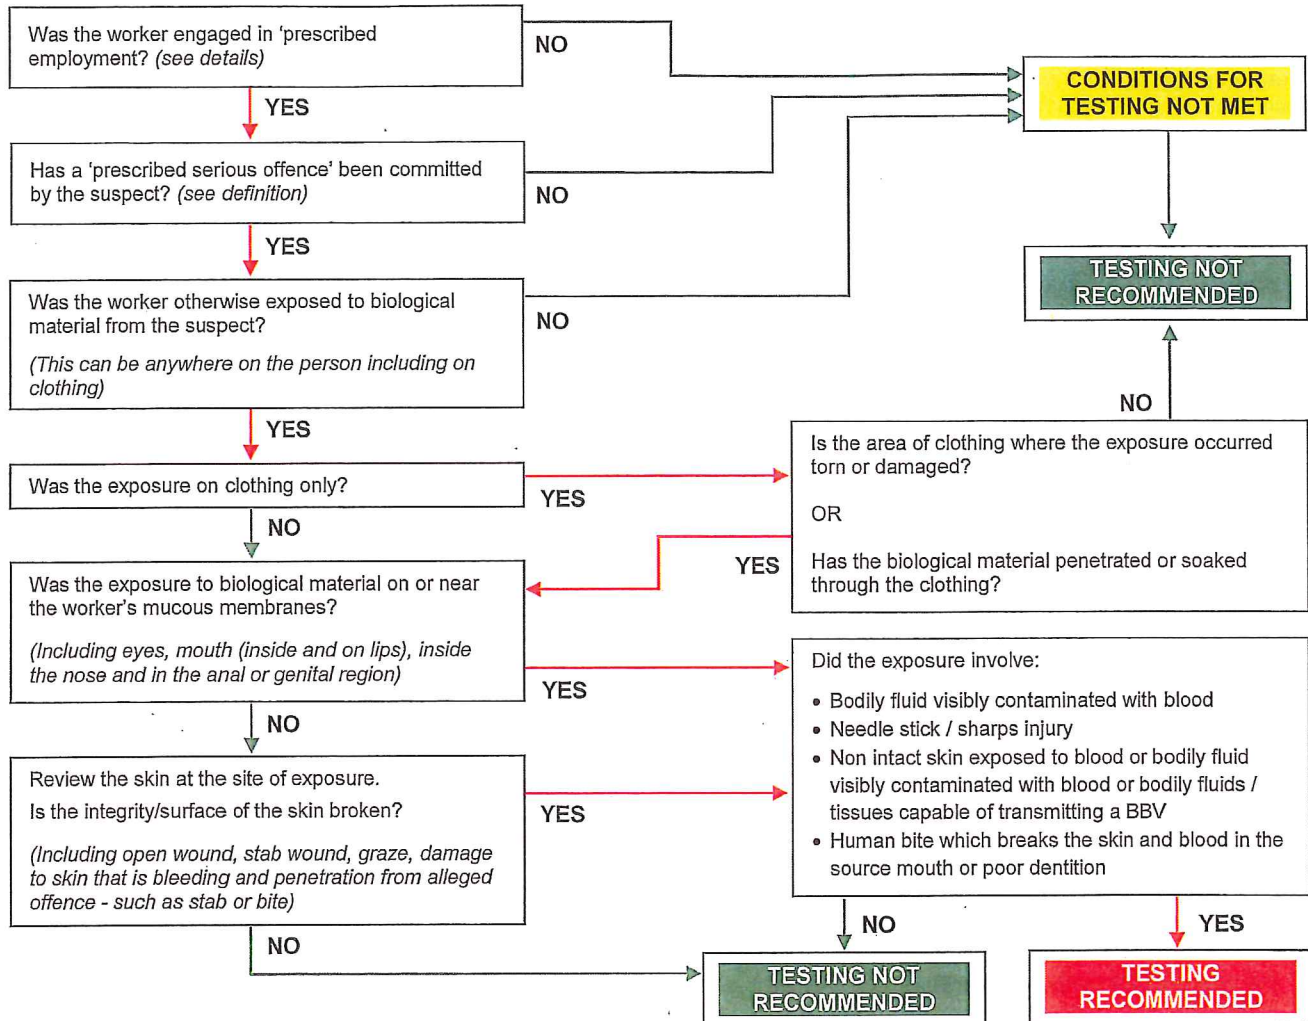 Was the worker engaged in 'prescribed
employment? (see details)
NO
CONDITIONS FOR
TESTING NOT MET
YES
Has a 'prescribed serious offence' been committed
by the suspect? (see definition)
NO
YES
TESTING NOT
RECOMMENDED
Was the worker otherwise exposed to biological
material from the suspect?
(This can be anywhere on the person including on
clothing)
NO
NO
YES
Is the area of clothing where the exposure occurred
torn or damaged?
OR
Has the biological material penetrated or soaked
through the clothing?
Was the exposure on clothing only?
YES
NO
YES
Was the exposure to biological material on or near
the worker's mucous membranes?
(Including eyes, mouth (inside and on lips), inside
the nose and in the anal or genital region)
YES
NO
Did the exposure involve:
• Bodily fluid visibly contaminated with blood
• Needle stick / sharps injury
• Non intact skin exposed to blood or bodily fluid
visibly contaminated with blood or bodily fluids /
tissues capable of transmitting a BBV
• Human bite which breaks the skin and blood in the
source mouth or poor dentition
Review the skin at the site of exposure.
Is the integrity/surface of the skin broken?
(Including open wound, stab wound, graze, damage
to skin that is bleeding and penetration from alleged
offence - such as stab or bite)
YES
NO
NO
YES
TESTING NOT
RECOMMENDED
TESTING
RECOMMENDED